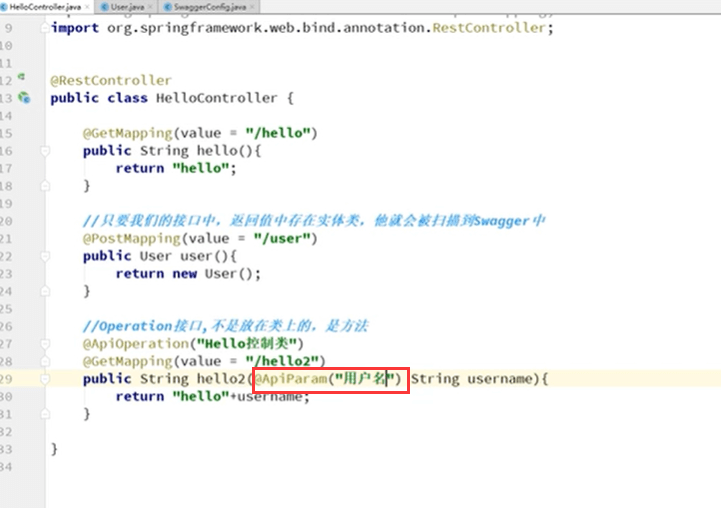 HelloController.java × User.java × SwaggerConfig.java ×
9 import org.springframework.web.bind.annotation.RestController;
10
11
12 @RestController
13 public class HelloController {
14
15 @GetMapping(value = "/hello")
16 public String hello(){
17 return "hello";
18 }
19
20 //只要我们的接口中，返回值中存在实体类，他就会被扫描到Swagger中
21 @PostMapping(value = "/user")
22 public User user(){
23 return new User();
24 }
25
26 //Operation接口,不是放在类上的，是方法
27 @ApiOperation("Hello控制类")
28 @GetMapping(value = "/hello2")
29 public String hello2(@ApiParam("用户名") String username){
30 return "hello"+username;
31 }
32
33 }
34